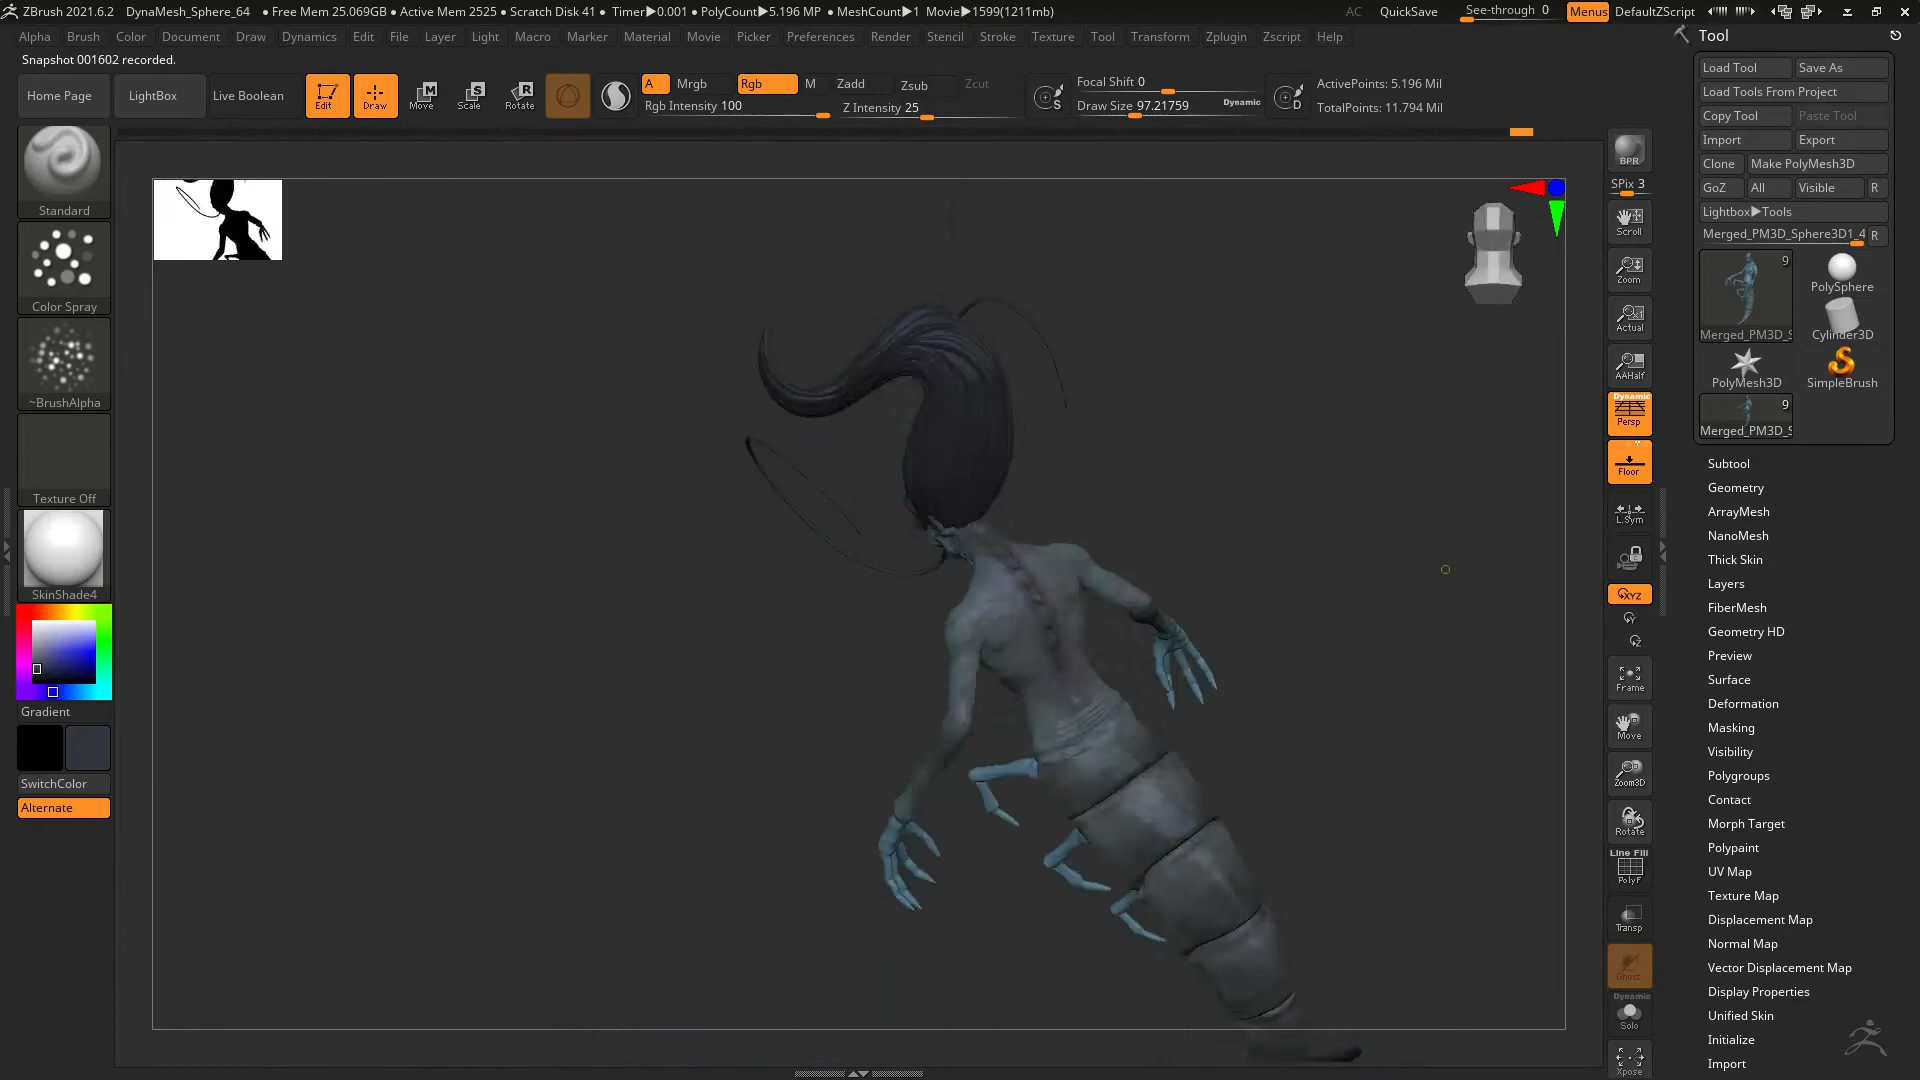 ZBrush 2021.6.2 DynaMesh_Sphere_64 ● Free Mem 25.069GB ● Active Mem 2525 ● Scratch Disk 41 ● Timer▶0.001 ● PolyCount▶5.196 MP ● MeshCount▶1 Movie▶1599(1211mb) AC QuickSave See-through 0 Menus DefaultZScript
Alpha Brush Color Document Draw Dynamics Edit File Layer Light Macro Marker Material Movie Picker Preferences Render Stencil Stroke Texture Tool Transform Zplugin Zscript Help
Tool
Snapshot 001602 recorded.
Home Page LightBox Live Boolean Edit Draw Move Scale Rotate
A Mrgb Rgb M Zadd Zsub Zcut
Rgb Intensity 100 Z Intensity 25
S Focal Shift 0
Draw Size 97.21759 Dynamic
D ActivePoints: 5.196 Mil
TotalPoints: 11.794 Mil
Standard
Color Spray
~BrushAlpha
Texture Off
SkinShade4
Gradient
SwitchColor
Alternate
BPR
SPix 3
Scroll
Zoom
Actual
AAHalf
Dynamic
Persp
Floor
L.Sym
XYZ
Y
Z
Frame
Move
Zoom3D
Rotate
Line Fill
PolyF
Transp
Ghost
Dynamic
Solo
Xpose
Load Tool Save As
Load Tools From Project
Copy Tool Paste Tool
Import Export
Clone Make PolyMesh3D
GoZ All Visible R
Lightbox▶Tools
Merged_PM3D_Sphere3D1_4 R
9
PolySphere
Merged_PM3D_S Cylinder3D
PolyMesh3D SimpleBrush
9
Merged_PM3D_S
Subtool
Geometry
ArrayMesh
NanoMesh
Thick Skin
Layers
FiberMesh
Geometry HD
Preview
Surface
Deformation
Masking
Visibility
Polygroups
Contact
Morph Target
Polypaint
UV Map
Texture Map
Displacement Map
Normal Map
Vector Displacement Map
Display Properties
Unified Skin
Initialize
Import